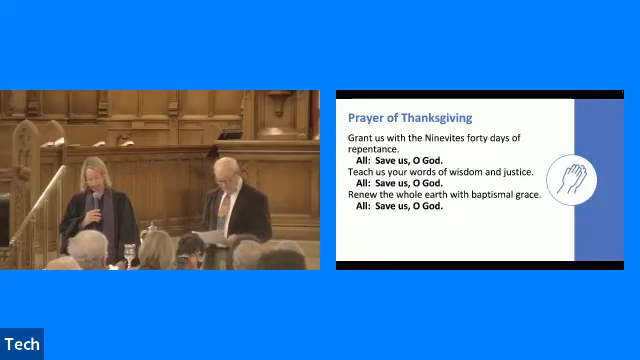 Prayer of Thanksgiving
Grant us with the Ninevites forty days of
repentance.
All: Save us, O God.
Teach us your words of wisdom and justice.
All: Save us, O God.
Renew the whole earth with baptismal grace.
All: Save us, O God.
Tech